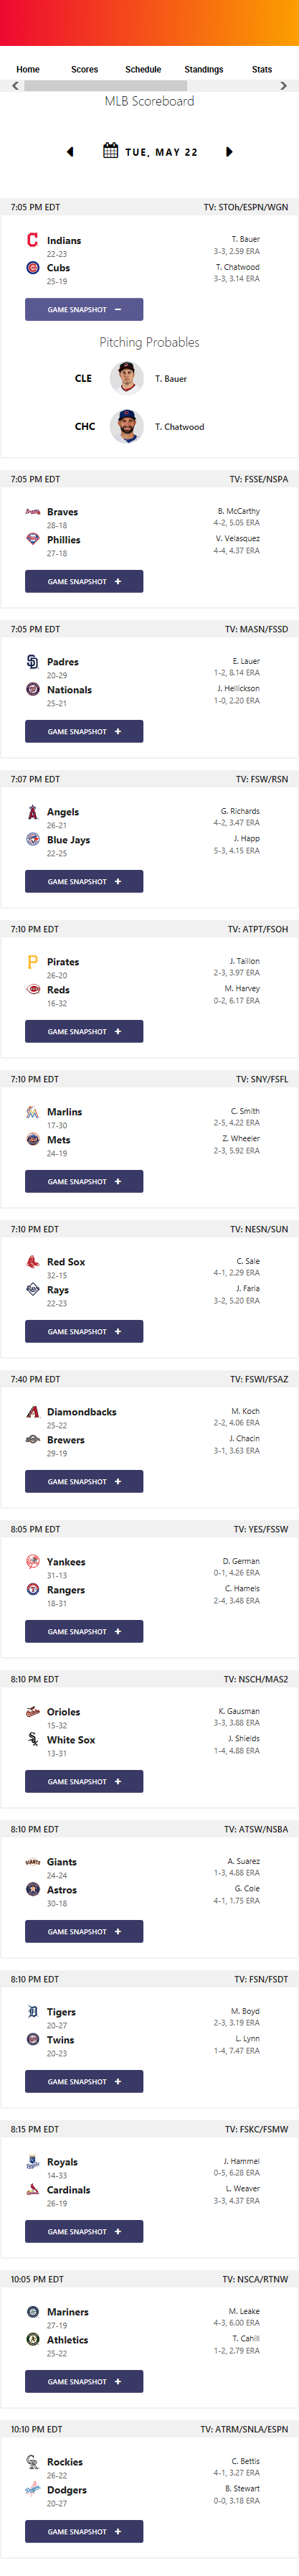 Home Scores Schedule Standings Stats
MLB Scoreboard
TUE, MAY 22
7:05 PM EDT TV: STOh/ESPN/WGN
Indians T. Bauer
22-23 3-3, 2.59 ERA
Cubs T. Chatwood
25-19 3-3, 3.14 ERA
GAME SNAPSHOT −
Pitching Probables
CLE T. Bauer
CHC T. Chatwood
7:05 PM EDT TV: FSSE/NSPA
Braves B. McCarthy
28-18 4-2, 5.05 ERA
Phillies V. Velasquez
27-18 4-4, 4.37 ERA
GAME SNAPSHOT +
7:05 PM EDT TV: MASN/FSSD
Padres E. Lauer
20-29 1-2, 8.14 ERA
Nationals J. Hellickson
25-21 1-0, 2.20 ERA
GAME SNAPSHOT +
7:07 PM EDT TV: FSW/RSN
Angels G. Richards
26-21 4-2, 3.47 ERA
Blue Jays J. Happ
22-25 5-3, 4.15 ERA
GAME SNAPSHOT +
7:10 PM EDT TV: ATPT/FSOH
Pirates J. Taillon
26-20 2-3, 3.97 ERA
Reds M. Harvey
16-32 0-2, 6.17 ERA
GAME SNAPSHOT +
7:10 PM EDT TV: SNY/FSFL
Marlins C. Smith
17-30 2-5, 4.22 ERA
Mets Z. Wheeler
24-19 2-3, 5.92 ERA
GAME SNAPSHOT +
7:10 PM EDT TV: NESN/SUN
Red Sox C. Sale
32-15 4-1, 2.29 ERA
Rays J. Faria
22-23 3-2, 5.20 ERA
GAME SNAPSHOT +
7:40 PM EDT TV: FSWI/FSAZ
Diamondbacks M. Koch
25-22 2-2, 4.06 ERA
Brewers J. Chacin
29-19 3-1, 3.63 ERA
GAME SNAPSHOT +
8:05 PM EDT TV: YES/FSSW
Yankees D. German
31-13 0-1, 4.26 ERA
Rangers C. Hamels
18-31 2-4, 3.48 ERA
GAME SNAPSHOT +
8:10 PM EDT TV: NSCH/MAS2
Orioles K. Gausman
15-32 3-3, 3.88 ERA
White Sox J. Shields
13-31 1-4, 4.88 ERA
GAME SNAPSHOT +
8:10 PM EDT TV: ATSW/NSBA
Giants A. Suarez
24-24 1-3, 4.88 ERA
Astros G. Cole
30-18 4-1, 1.75 ERA
GAME SNAPSHOT +
8:10 PM EDT TV: FSN/FSDT
Tigers M. Boyd
20-27 2-3, 3.19 ERA
Twins L. Lynn
20-23 1-4, 7.47 ERA
GAME SNAPSHOT +
8:15 PM EDT TV: FSKC/FSMW
Royals J. Hammel
14-33 0-5, 6.28 ERA
Cardinals L. Weaver
26-19 3-3, 4.37 ERA
GAME SNAPSHOT +
10:05 PM EDT TV: NSCA/RTNW
Mariners M. Leake
27-19 4-3, 6.00 ERA
Athletics T. Cahill
25-22 1-2, 2.79 ERA
GAME SNAPSHOT +
10:10 PM EDT TV: ATRM/SNLA/ESPN
Rockies C. Bettis
26-22 4-1, 3.27 ERA
Dodgers B. Stewart
20-27 0-0, 3.18 ERA
GAME SNAPSHOT +